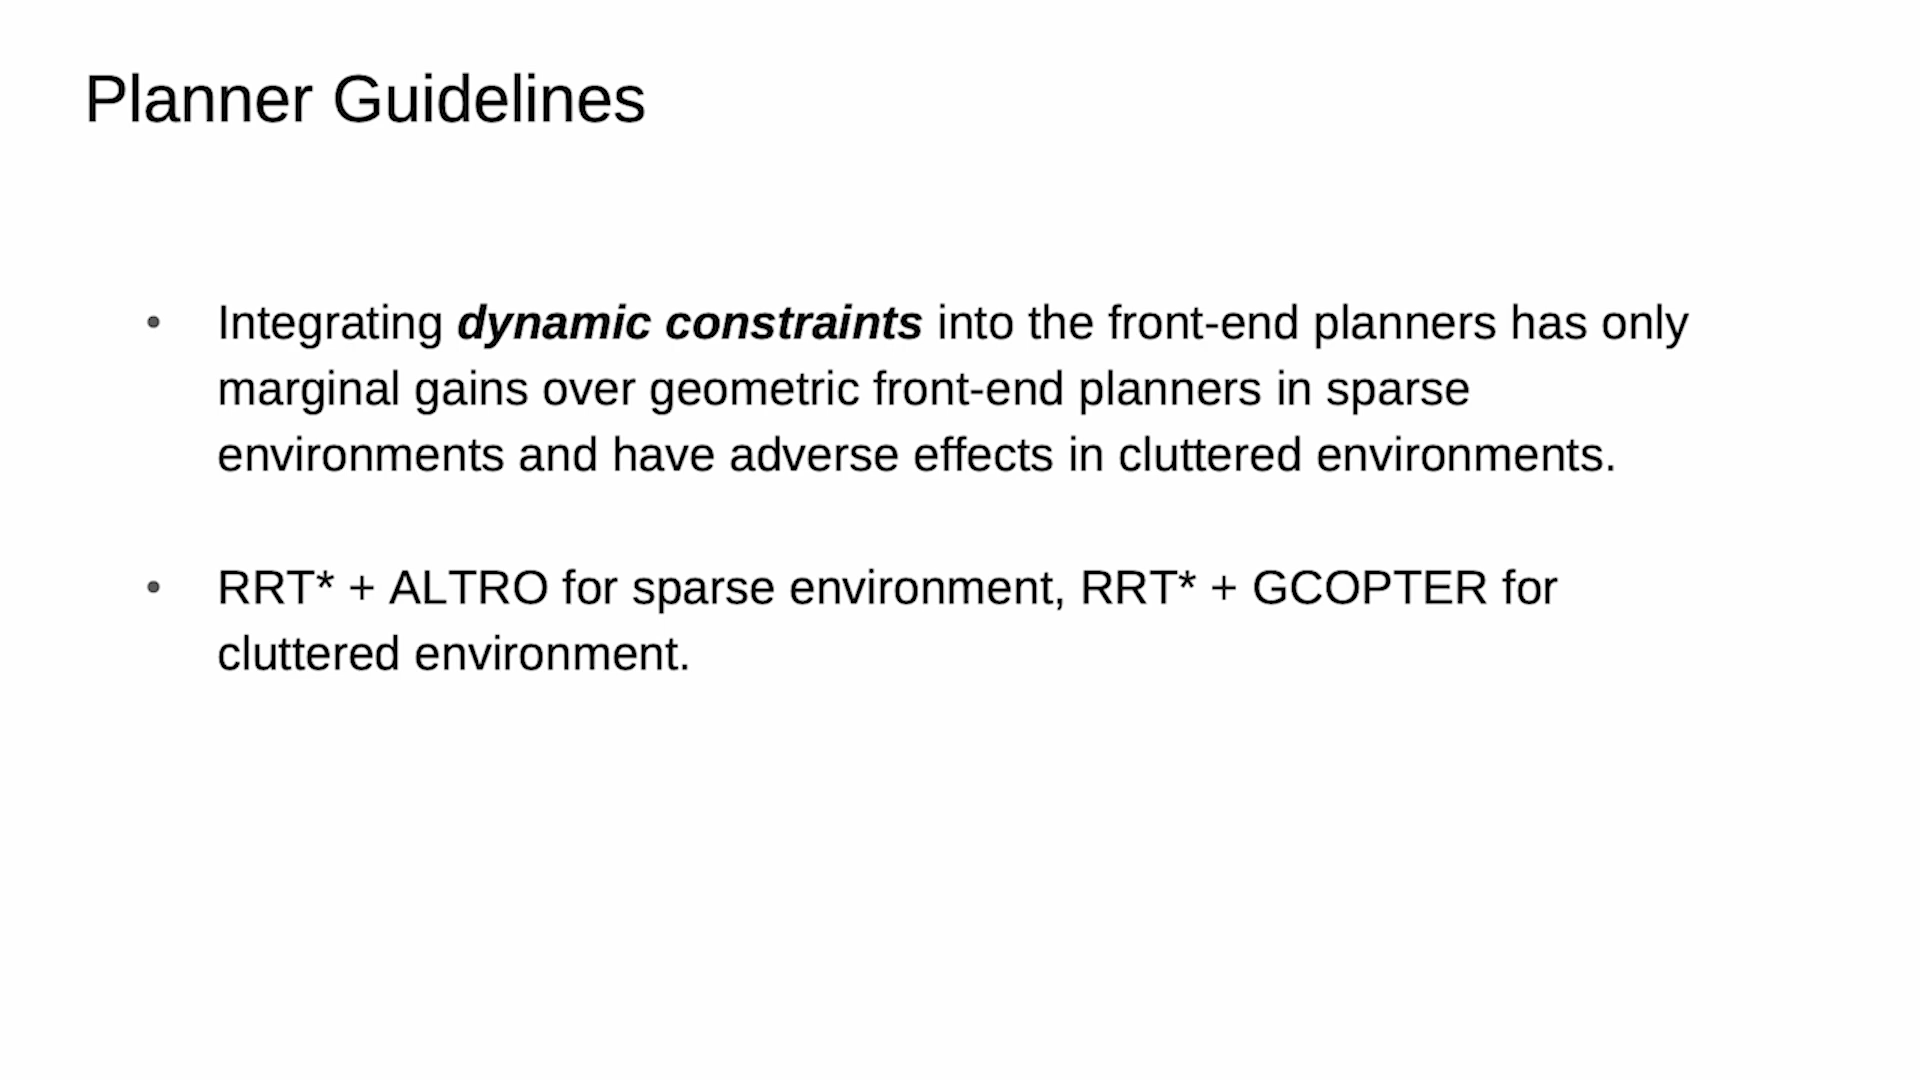 Planner Guidelines
• Integrating dynamic constraints into the front-end planners has only
marginal gains over geometric front-end planners in sparse
environments and have adverse effects in cluttered environments.
• RRT* + ALTRO for sparse environment, RRT* + GCOPTER for
cluttered environment.